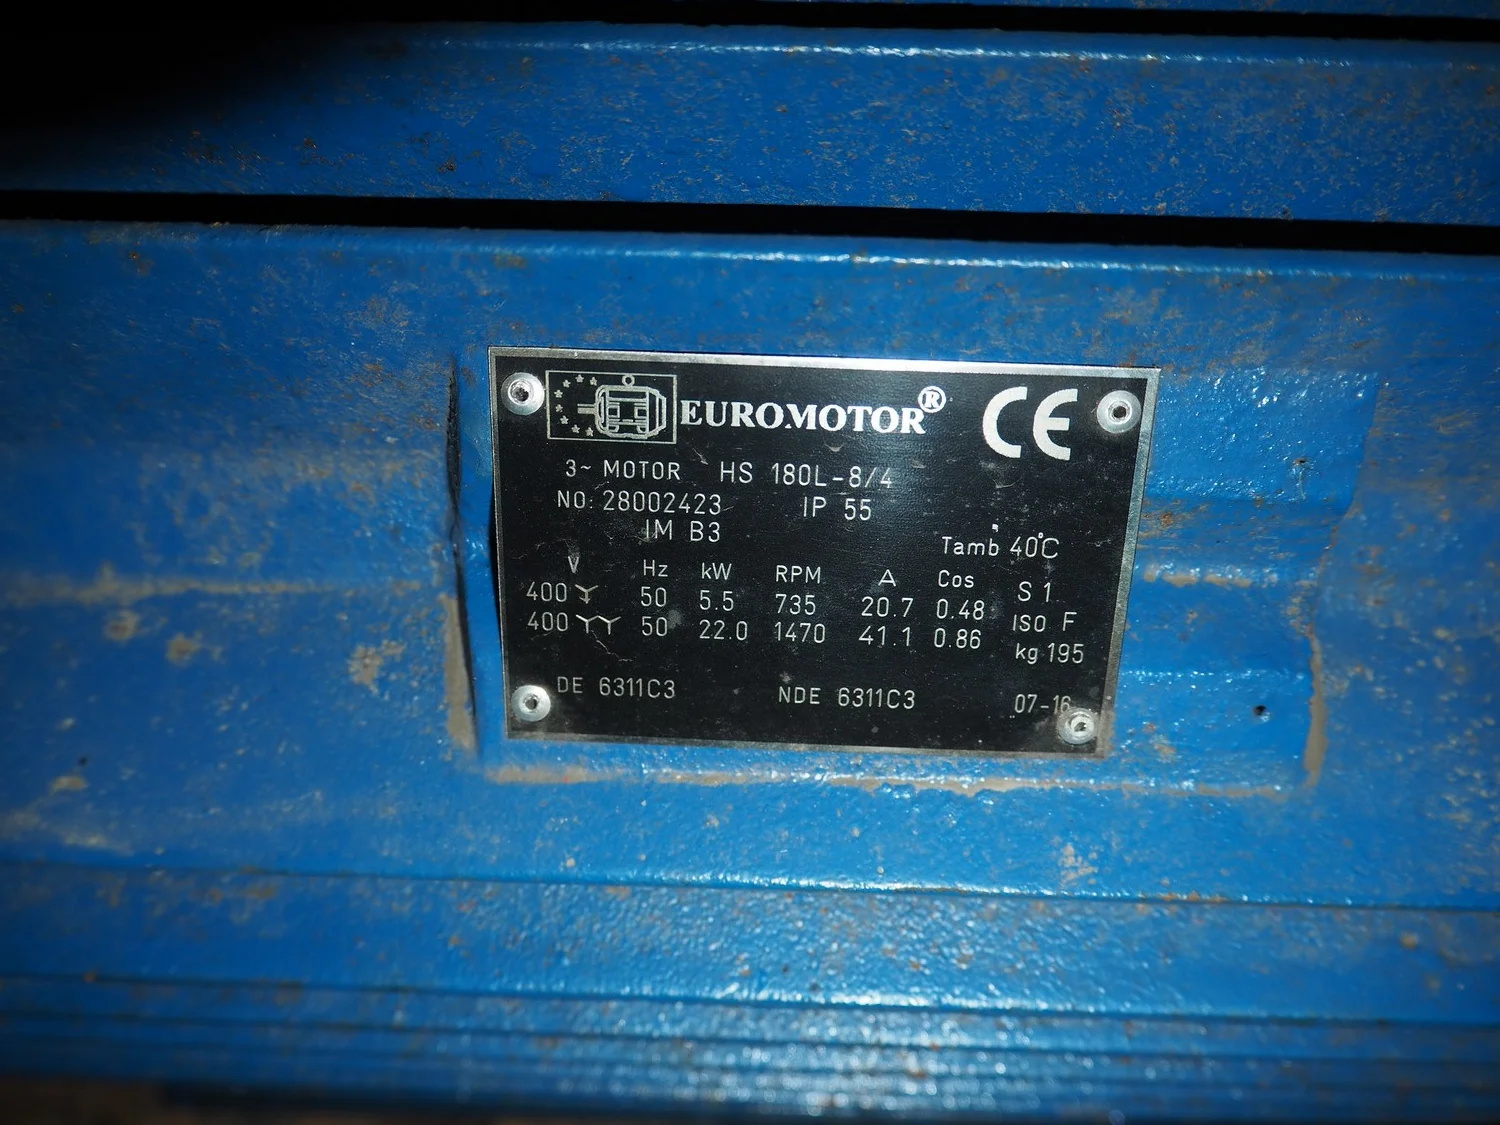 EUROMOTOR® CE
3~ MOTOR HS 180L-8/4
NO: 28002423 IP 55
IM B3
Tamb 40°C
V Hz kW RPM A Cos S 1
400 Y 50 5.5 735 20.7 0.48 ISO F
400 YY 50 22.0 1470 41.1 0.86 kg 195
DE 6311C3 NDE 6311C3 07-16